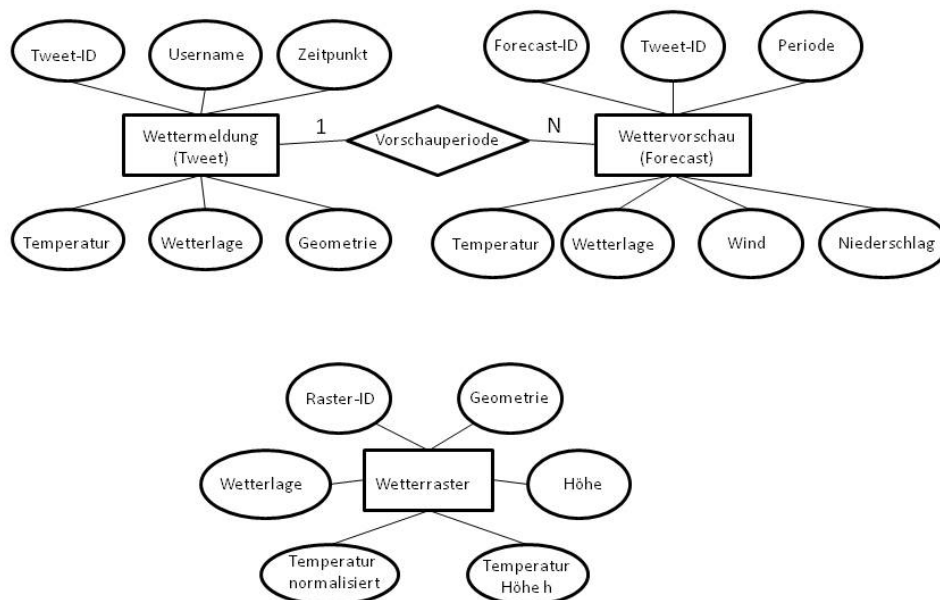 Tweet-ID
Username
Zeitpunkt
Forecast-ID
Tweet-ID
Periode
Wettermeldung
(Tweet)
1
Vorschauperiode
N
Wettervorschau
(Forecast)
Temperatur
Wetterlage
Geometrie
Temperatur
Wetterlage
Wind
Niederschlag
Raster-ID
Geometrie
Wetterlage
Wetterraster
Höhe
Temperatur
normalisiert
Temperatur
Höhe h